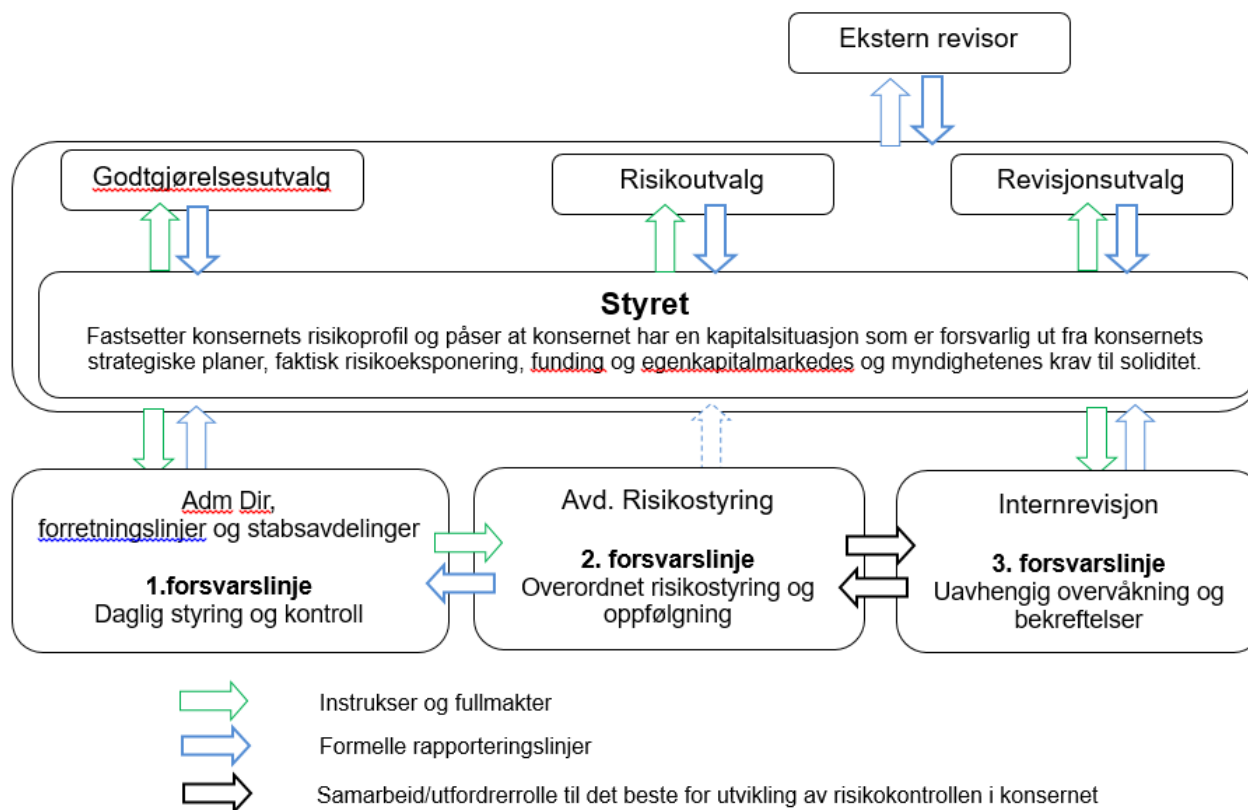 Ekstern revisor
Godtgjørelsesutvalg
Risikoutvalg
Revisjonsutvalg
Styret
Fastsetter konsernets risikoprofil og påser at konsernet har en kapitalsituasjon som er forsvarlig ut fra konsernets
strategiske planer, faktisk risikoeksponering, funding og egenkapitalmarkedes og myndighetenes krav til soliditet.
Adm Dir,
forretningslinjer og stabsavdelinger
1.forsvarslinje
Daglig styring og kontroll
Avd. Risikostyring
2. forsvarslinje
Overordnet risikostyring og
oppfølgning
Internrevisjon
3. forsvarslinje
Uavhengig overvåkning og
bekreftelser
Instrukser og fullmakter
Formelle rapporteringslinjer
Samarbeid/utfordrerrolle til det beste for utvikling av risikokontrollen i konsernet